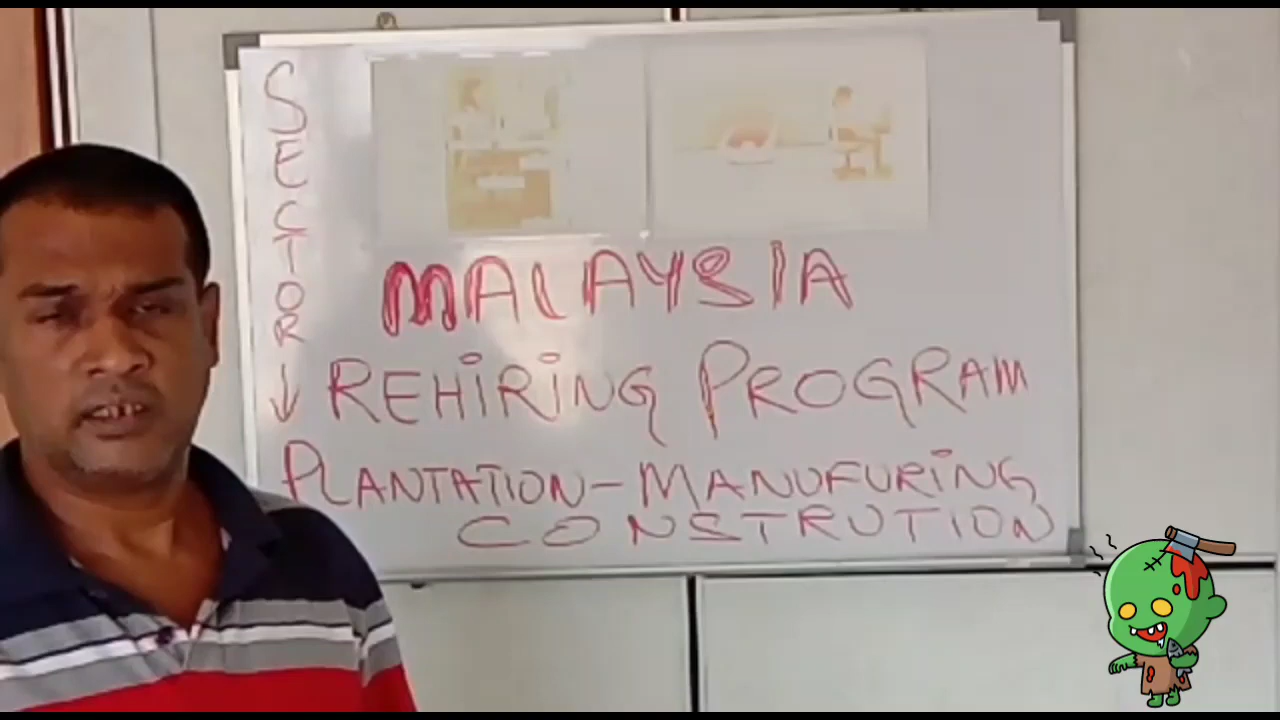 SECTOR
MALAYSIA
REHIRING PROGRAM
PLANTATION - MANUFURING
CONSTRUTION